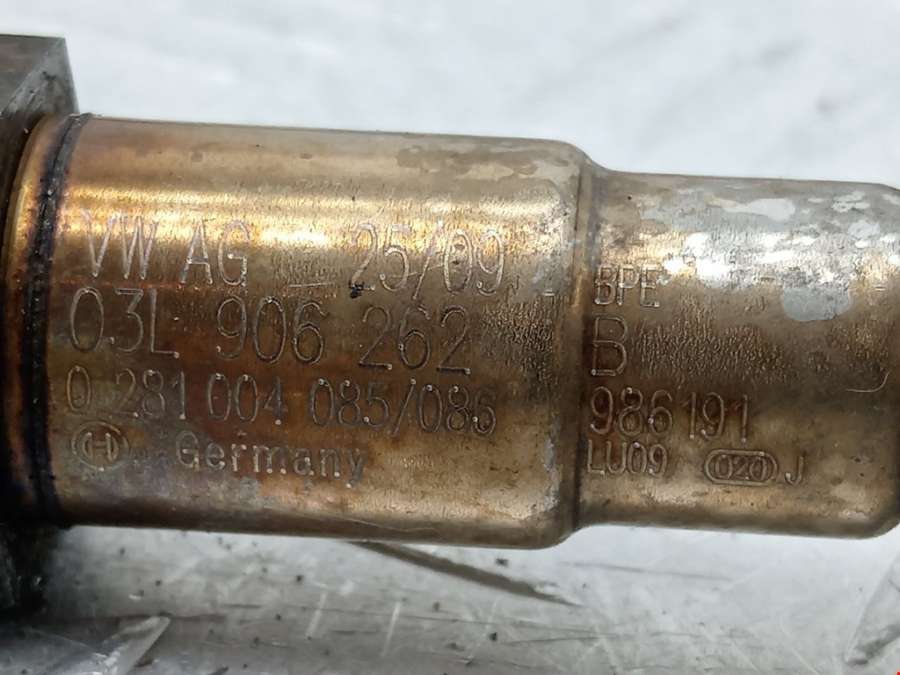 VW AG 25/09
03L 906 262
0 281 004 085/086
Germany
BPE
B
986191
LU09 020 J